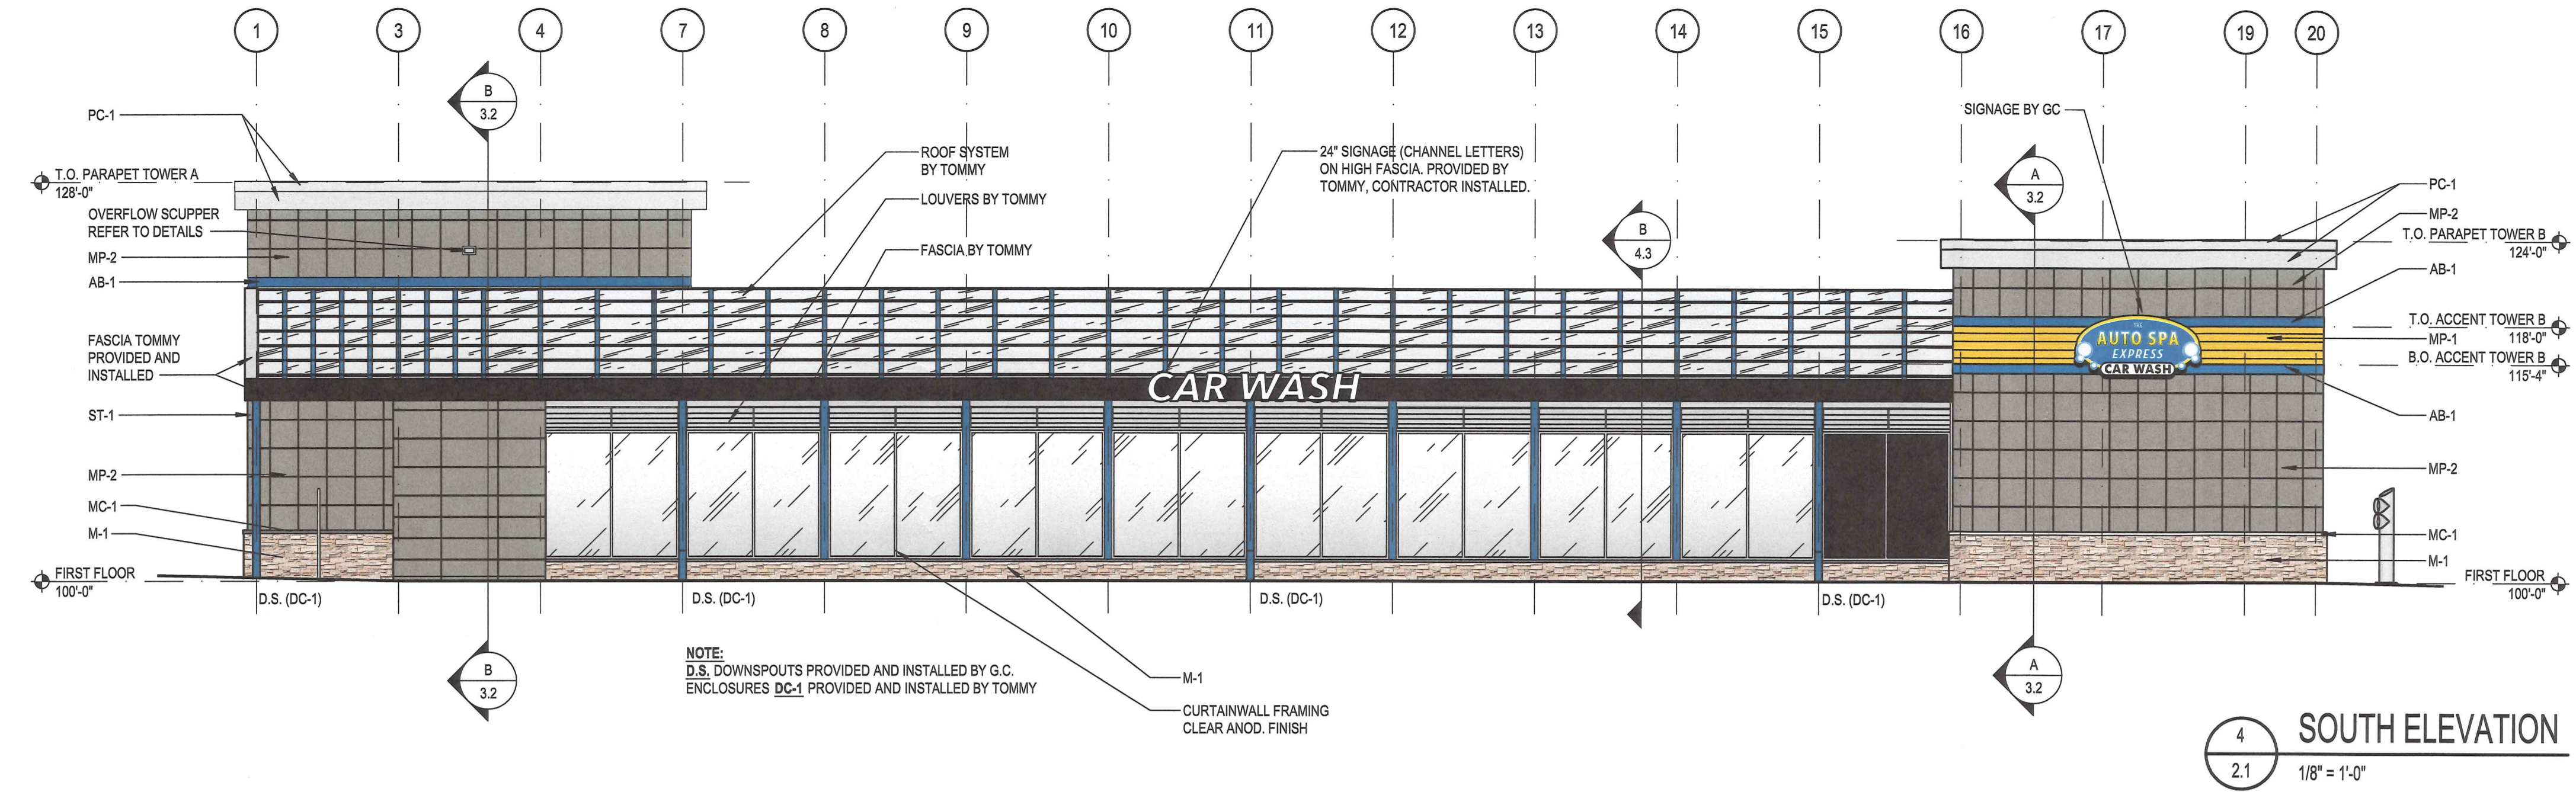 1 3 4 7 8 9 10 11 12 13 14 15 16 17 19 20
B
3.2
PC-1
T.O. PARAPET TOWER A
128'-0"
OVERFLOW SCUPPER
REFER TO DETAILS
MP-2
AB-1
FASCIA TOMMY
PROVIDED AND
INSTALLED
ST-1
MP-2
MC-1
M-1
FIRST FLOOR
100'-0"
ROOF SYSTEM
BY TOMMY
LOUVERS BY TOMMY
FASCIA BY TOMMY
24" SIGNAGE (CHANNEL LETTERS)
ON HIGH FASCIA. PROVIDED BY
TOMMY, CONTRACTOR INSTALLED.
B
4.3
SIGNAGE BY GC
A
3.2
CAR WASH
THE
AUTO SPA
EXPRESS
CAR WASH
PC-1
MP-2
T.O. PARAPET TOWER B
124'-0"
AB-1
T.O. ACCENT TOWER B
118'-0"
MP-1
B.O. ACCENT TOWER B
115'-4"
AB-1
MP-2
MC-1
M-1
FIRST FLOOR
100'-0"
D.S. (DC-1)
D.S. (DC-1)
D.S. (DC-1)
D.S. (DC-1)
B
3.2
NOTE:
D.S. DOWNSPOUTS PROVIDED AND INSTALLED BY G.C.
ENCLOSURES DC-1 PROVIDED AND INSTALLED BY TOMMY
M-1
CURTAINWALL FRAMING
CLEAR ANOD. FINISH
A
3.2
4
2.1
SOUTH ELEVATION
1/8" = 1'-0"